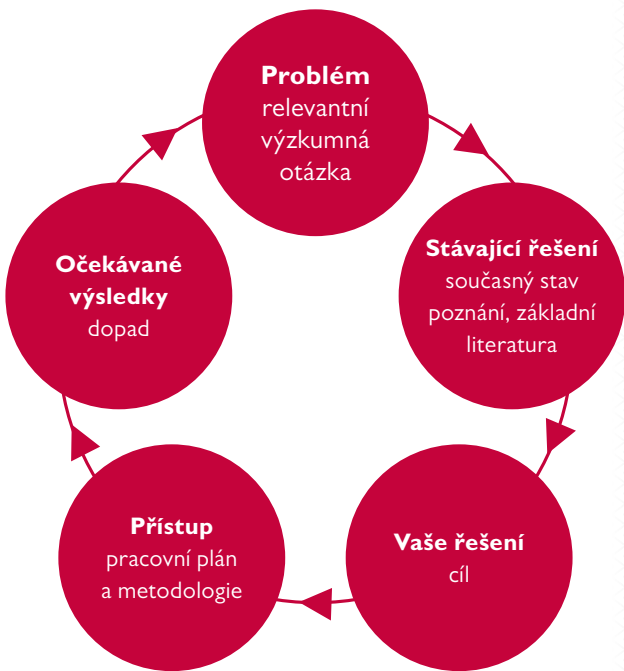 Problém
relevantní
výzkumná
otázka
Stávající řešení
současný stav
poznání, základní
literatura
Vaše řešení
cíl
Přístup
pracovní plán
a metodologie
Očekávané
výsledky
dopad